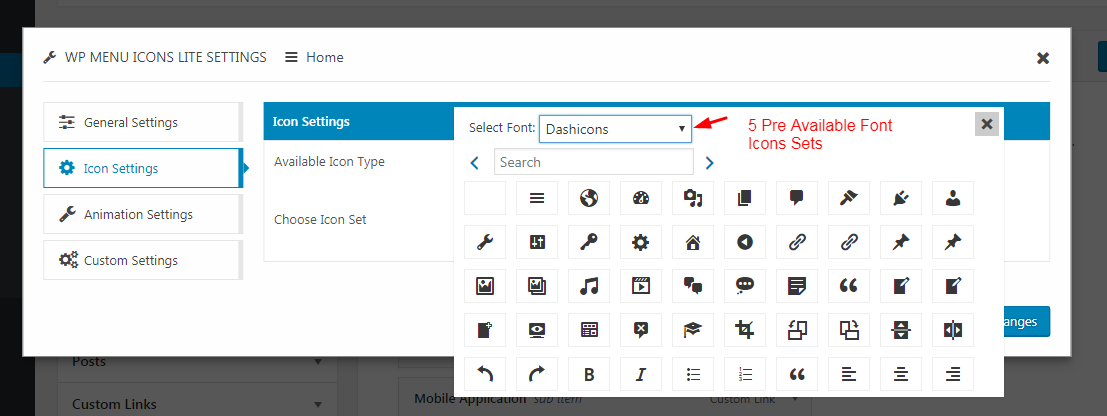 WP MENU ICONS LITE SETTINGS Home
General Settings
Icon Settings
Animation Settings
Custom Settings
Icon Settings
Available Icon Type
Choose Icon Set
Select Font: Dashicons
5 Pre Available Font
Icons Sets
Search
B I
anges
Posts
Custom Links
Mobile Application sub item Custom Link